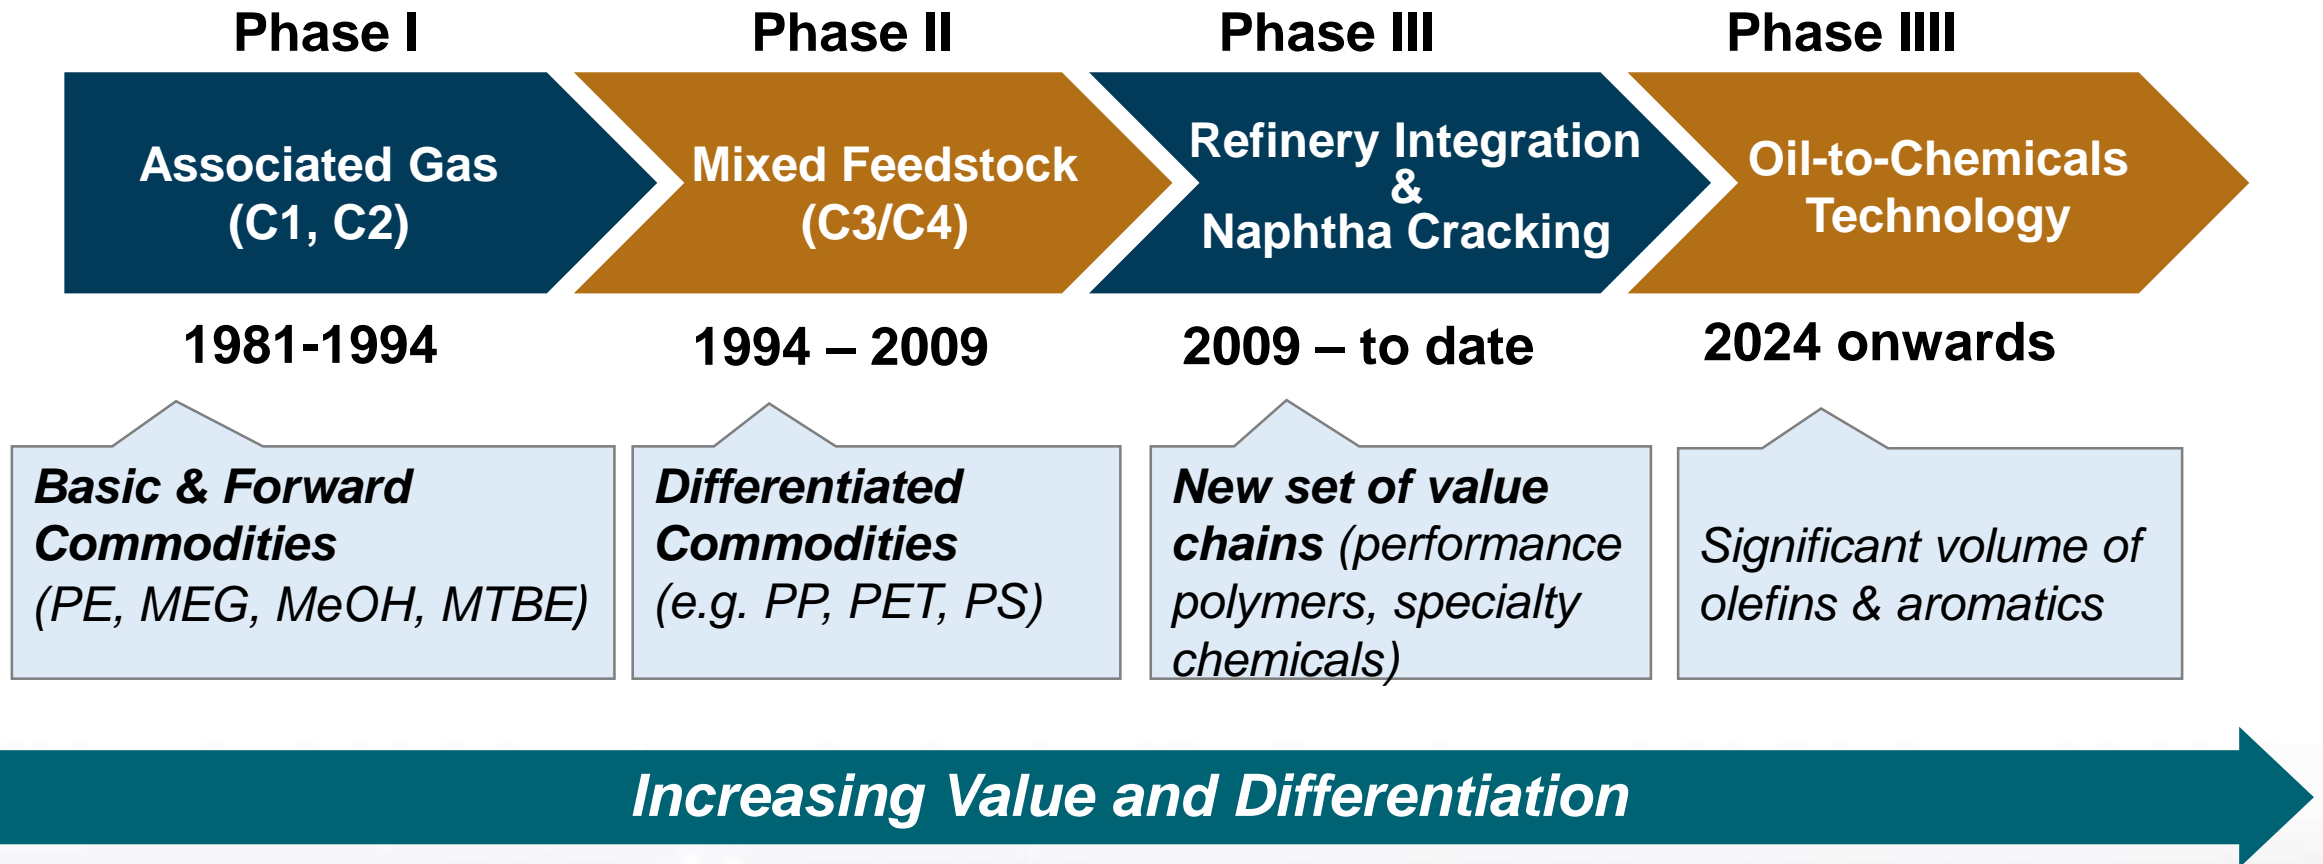 Phase I
Phase II
Phase III
Phase IIII
Associated Gas
(C1, C2)
Mixed Feedstock
(C3/C4)
Refinery Integration
&
Naphtha Cracking
Oil-to-Chemicals
Technology
1981-1994
1994 – 2009
2009 – to date
2024 onwards
Basic & Forward
Commodities
(PE, MEG, MeOH, MTBE)
Differentiated
Commodities
(e.g. PP, PET, PS)
New set of value
chains (performance
polymers, specialty
chemicals)
Significant volume of
olefins & aromatics
Increasing Value and Differentiation